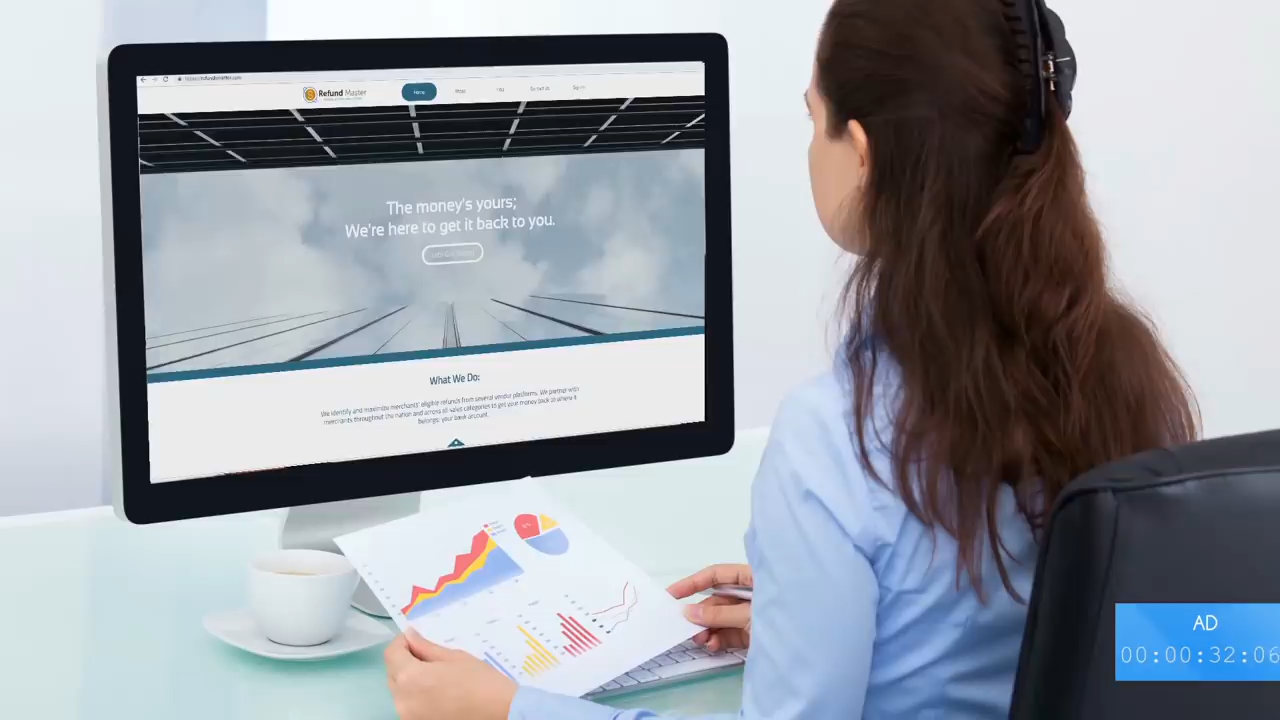 Refund Master
Home
The money's yours;
We're here to get it back to you.
What We Do:
We identify and maximize merchants' eligible refunds from several vendor platforms. We partner with
merchants throughout the nation and across all sales categories to get your money back to where it
belongs: your bank account.
AD
00:00:32:06